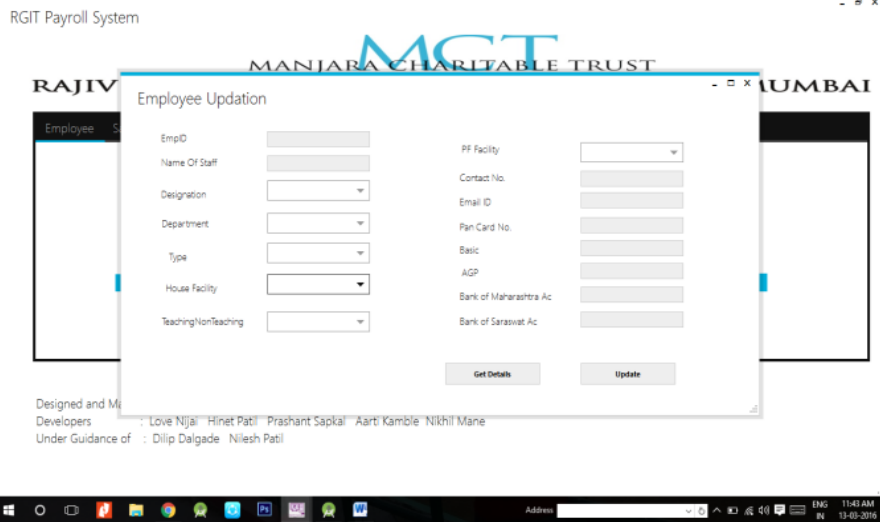 RGIT Payroll System
MCT
MANJARA CHARITABLE TRUST
RAJIV MUMBAI
Employee Updation
Employee
EmpID
Name Of Staff
Designation
Department
Type
House Facility
TeachingNonTeaching
PF Facility
Contact No.
Email ID
Pan Card No.
Basic
AGP
Bank of Maharashtra Ac
Bank of Saraswat Ac
Get Details Update
Designed and
Developers : Love Nijai Hinet Patil Prashant Sapkal Aarti Kamble Nikhil Mane
Under Guidance of : Dilip Dalgade Nilesh Patil
Address
ENG 11:43 AM
IN 13-03-2016